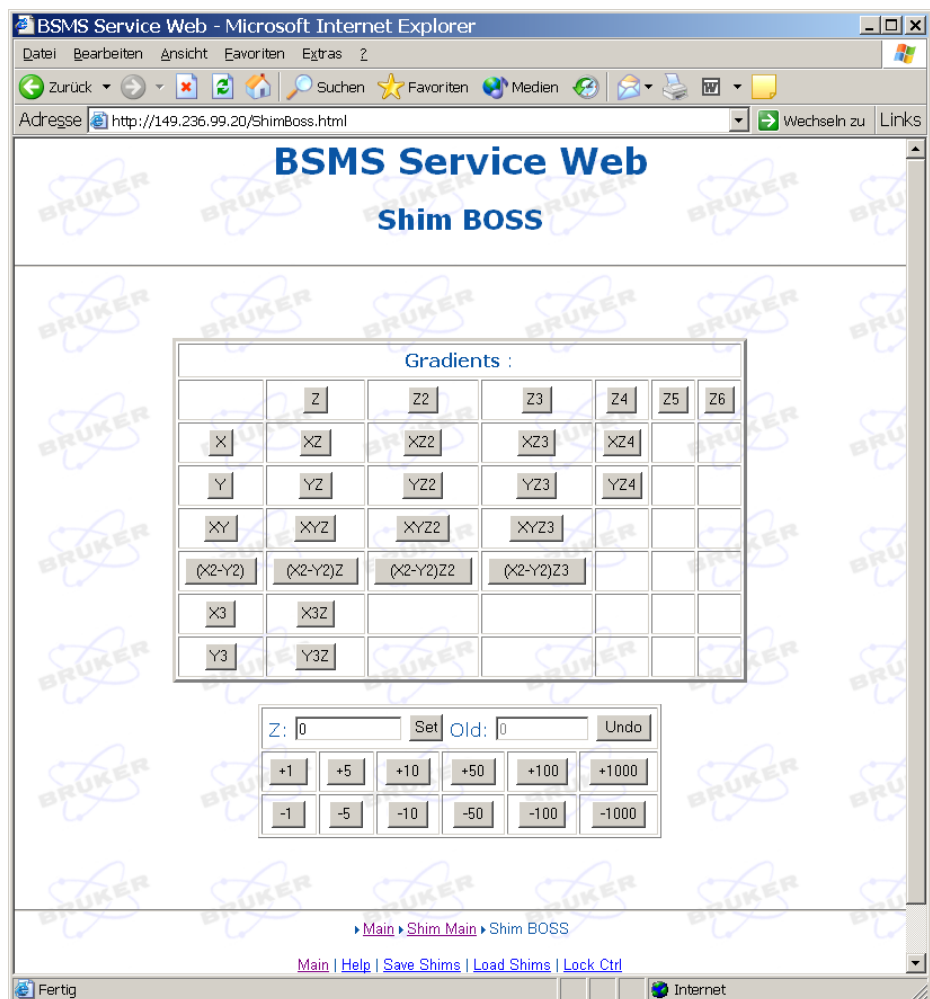 BSMS Service Web - Microsoft Internet Explorer
Datei Bearbeiten Ansicht Favoriten Extras ?
Zurück Suchen Favoriten Medien
Adresse http://149.236.99.20/ShimBoss.html Wechseln zu Links
BSMS Service Web
Shim BOSS
Gradients :
Z Z2 Z3 Z4 Z5 Z6
X XZ XZ2 XZ3 XZ4
Y YZ YZ2 YZ3 YZ4
XY XYZ XYZ2 XYZ3
(X2-Y2) (X2-Y2)Z (X2-Y2)Z2 (X2-Y2)Z3
X3 X3Z
Y3 Y3Z
Z: 0 Set Old: 0 Undo
+1 +5 +10 +50 +100 +1000
-1 -5 -10 -50 -100 -1000
Main Shim Main Shim BOSS
Main | Help | Save Shims | Load Shims | Lock Ctrl
Fertig Internet
BRUKER